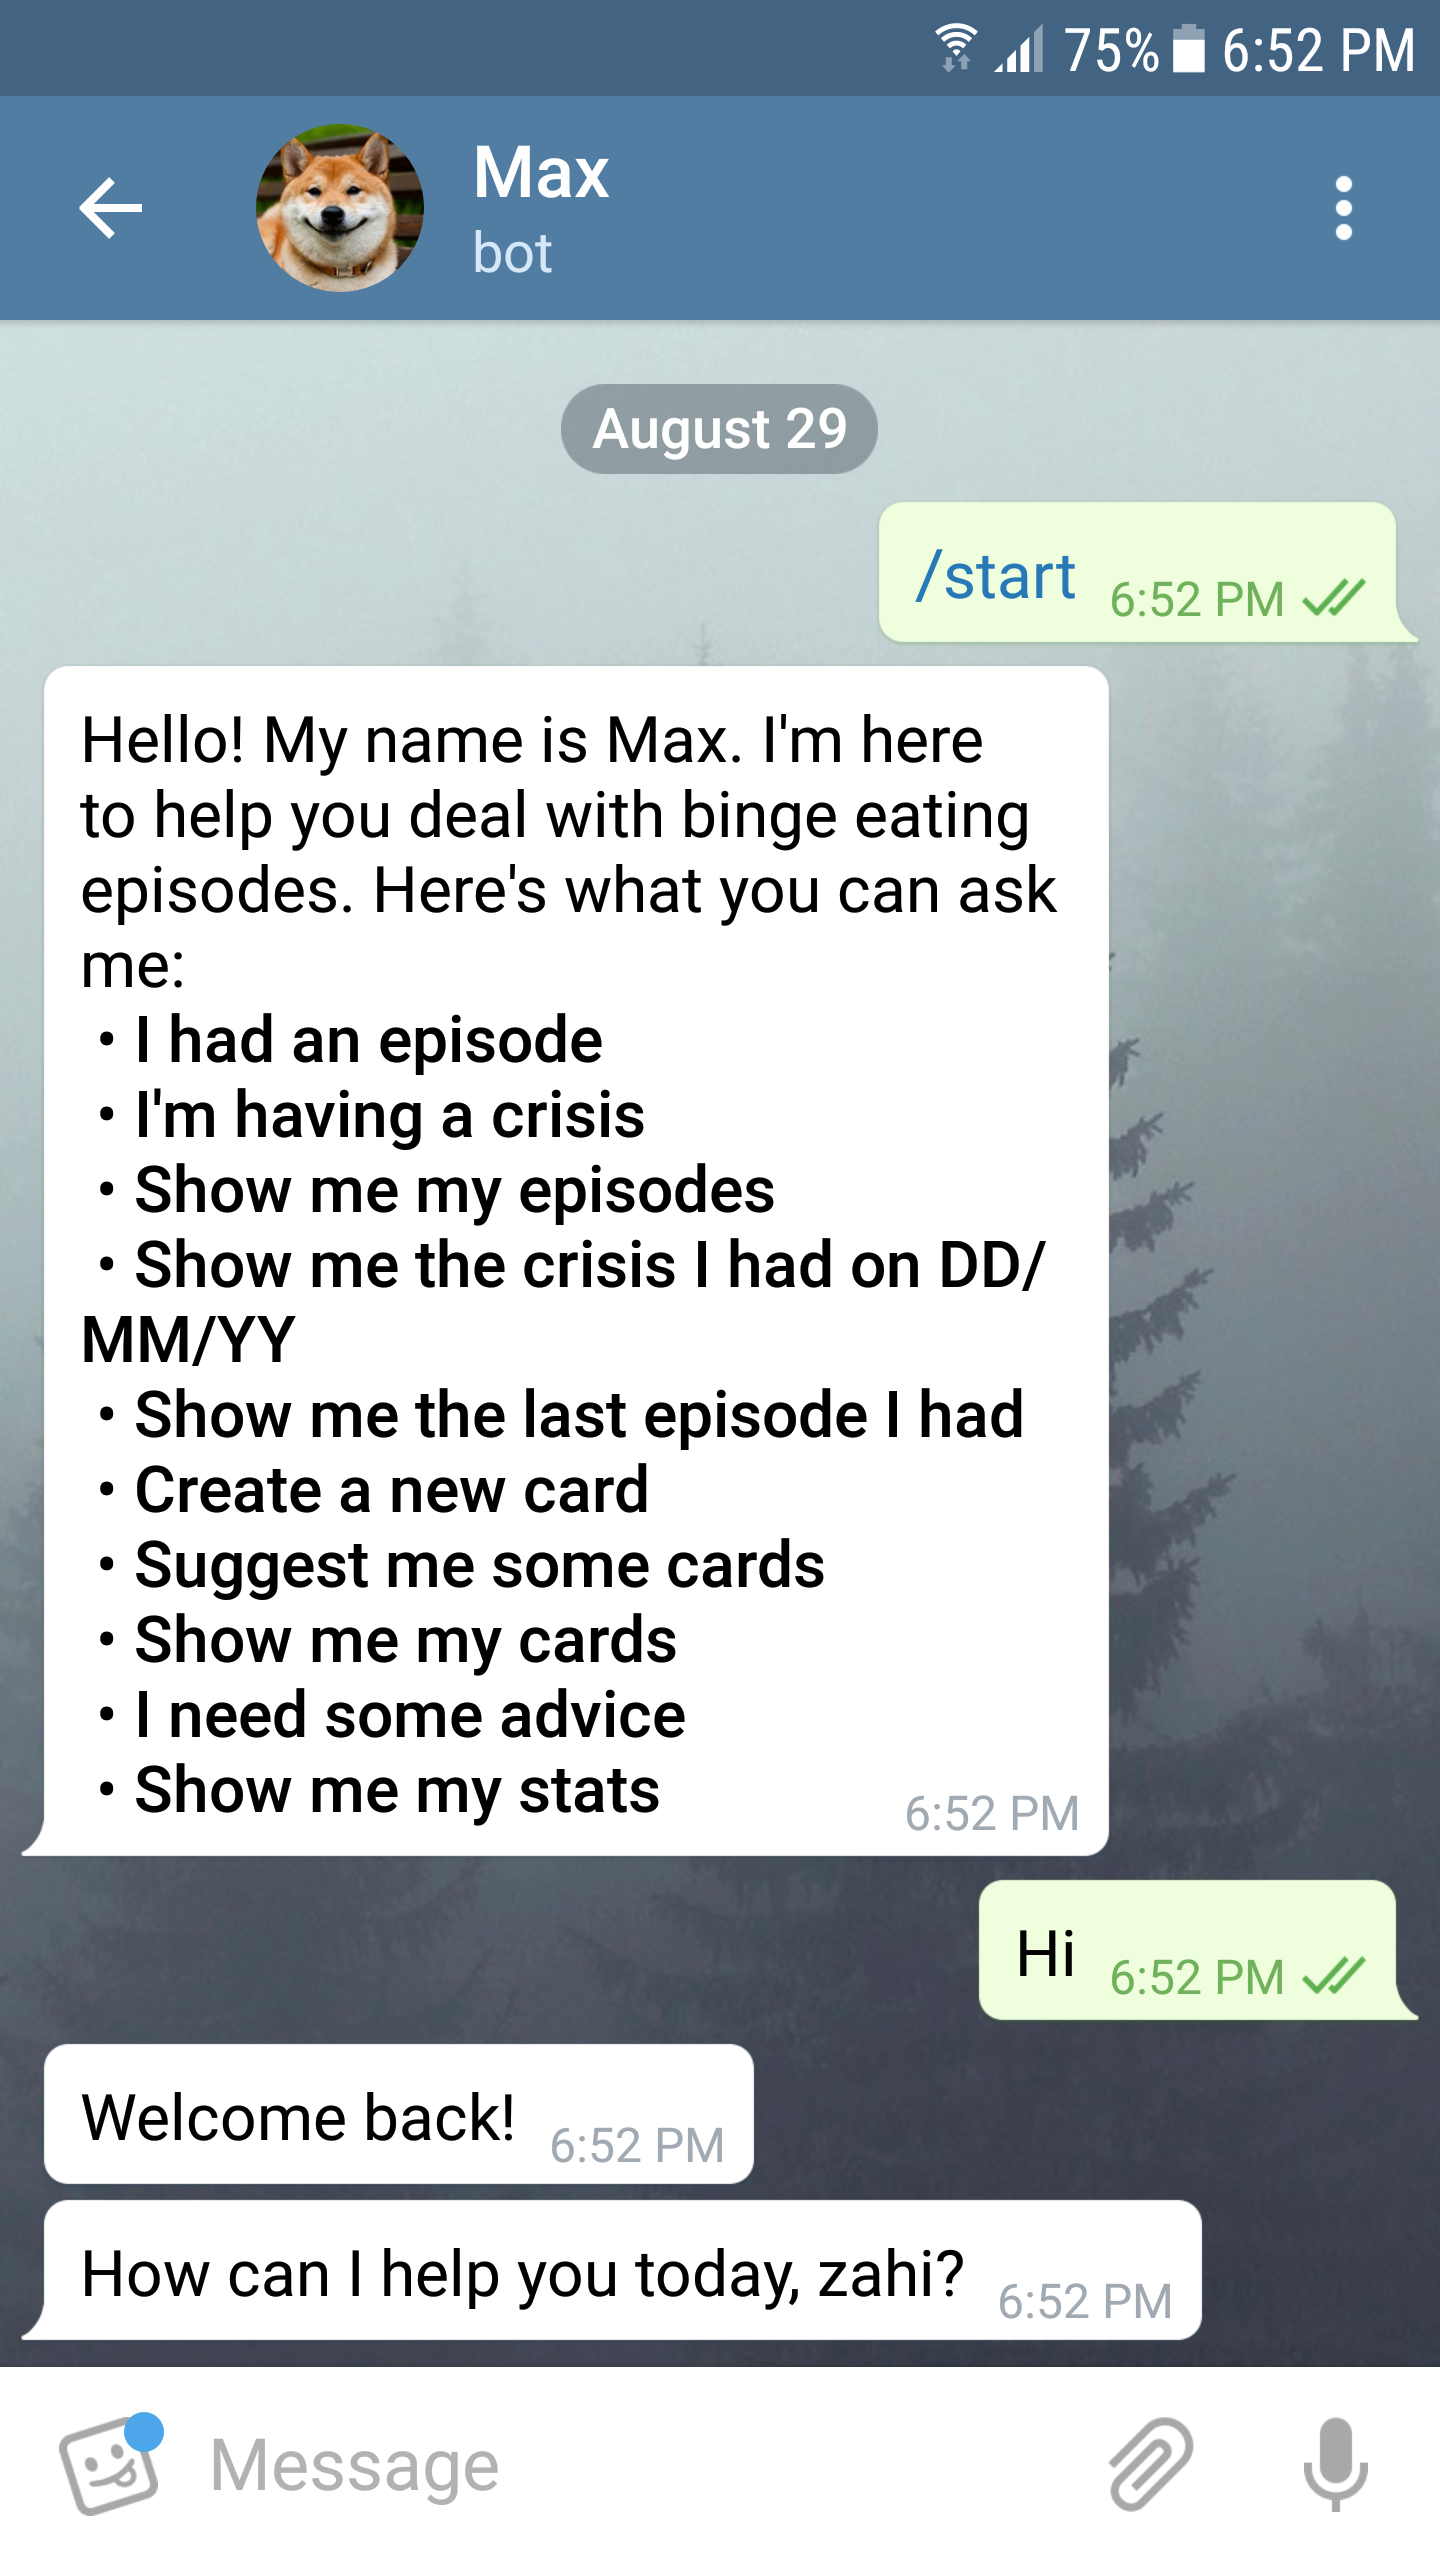 75% 6:52 PM
Max
bot
August 29
/start 6:52 PM
Hello! My name is Max. I'm here
to help you deal with binge eating
episodes. Here's what you can ask
me:
• I had an episode
• I'm having a crisis
• Show me my episodes
• Show me the crisis I had on DD/
MM/YY
• Show me the last episode I had
• Create a new card
• Suggest me some cards
• Show me my cards
• I need some advice
• Show me my stats
6:52 PM
Hi 6:52 PM
Welcome back! 6:52 PM
How can I help you today, zahi? 6:52 PM
Message